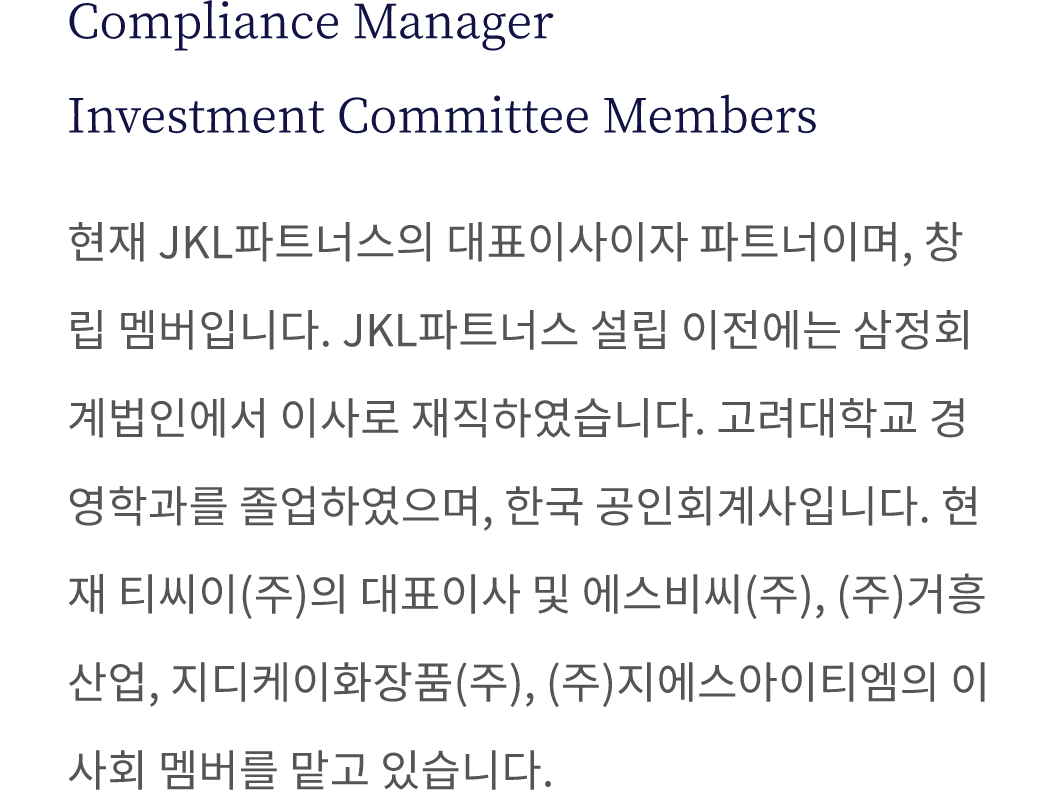 Compliance Manager
Investment Committee Members
현재 JKL파트너스의 대표이사이자 파트너이며, 창
립 멤버입니다. JKL파트너스 설립 이전에는 삼정회
계법인에서 이사로 재직하였습니다. 고려대학교 경
영학과를 졸업하였으며, 한국 공인회계사입니다. 현
재 티씨이(주)의 대표이사 및 에스비씨(주), (주)거흥
산업, 지디케이화장품(주), (주)지에스아이티엠의 이
사회 멤버를 맡고 있습니다.